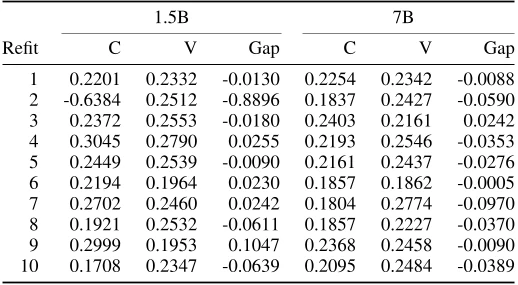 1.5B 7B
Refit C V Gap C V Gap
1 0.2201 0.2332 -0.0130 0.2254 0.2342 -0.0088
2 -0.6384 0.2512 -0.8896 0.1837 0.2427 -0.0590
3 0.2372 0.2553 -0.0180 0.2403 0.2161 0.0242
4 0.3045 0.2790 0.0255 0.2193 0.2546 -0.0353
5 0.2449 0.2539 -0.0090 0.2161 0.2437 -0.0276
6 0.2194 0.1964 0.0230 0.1857 0.1862 -0.0005
7 0.2702 0.2460 0.0242 0.1804 0.2774 -0.0970
8 0.1921 0.2532 -0.0611 0.1857 0.2227 -0.0370
9 0.2999 0.1953 0.1047 0.2368 0.2458 -0.0090
10 0.1708 0.2347 -0.0639 0.2095 0.2484 -0.0389